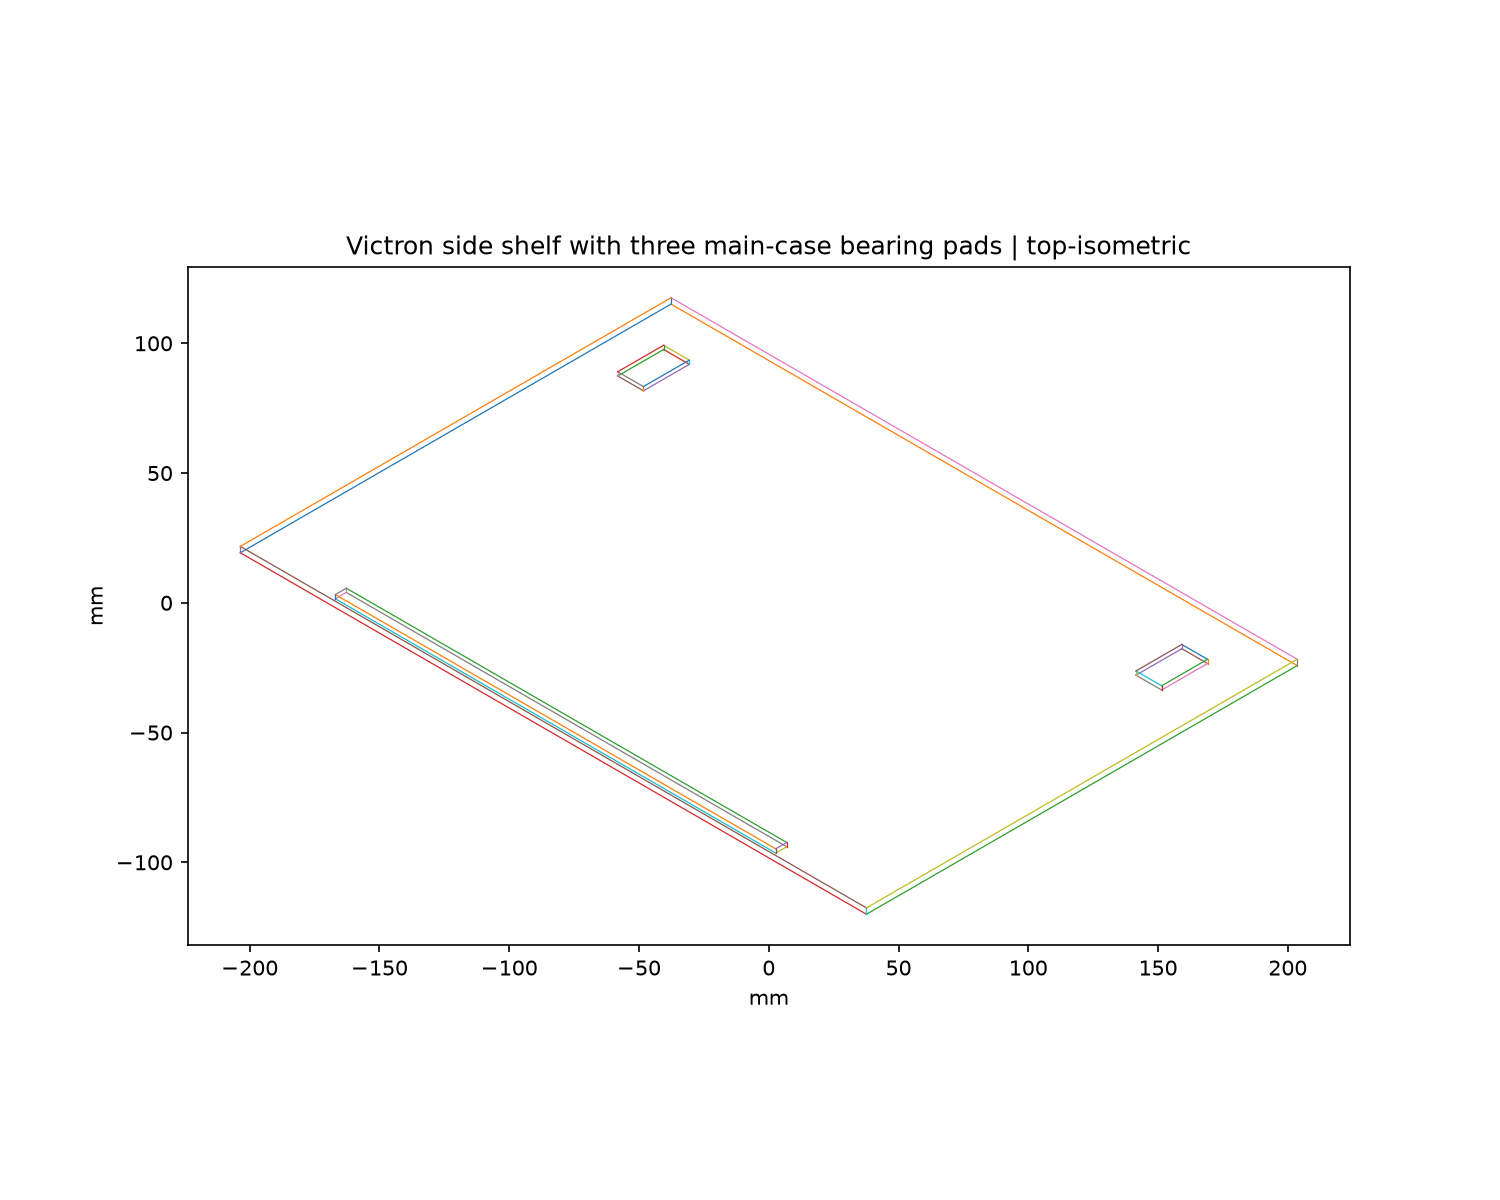 Victron side shelf with three main-case bearing pads | top-isometric
100
50
0
−50
−100
mm
−200 −150 −100 −50 0 50 100 150 200
mm